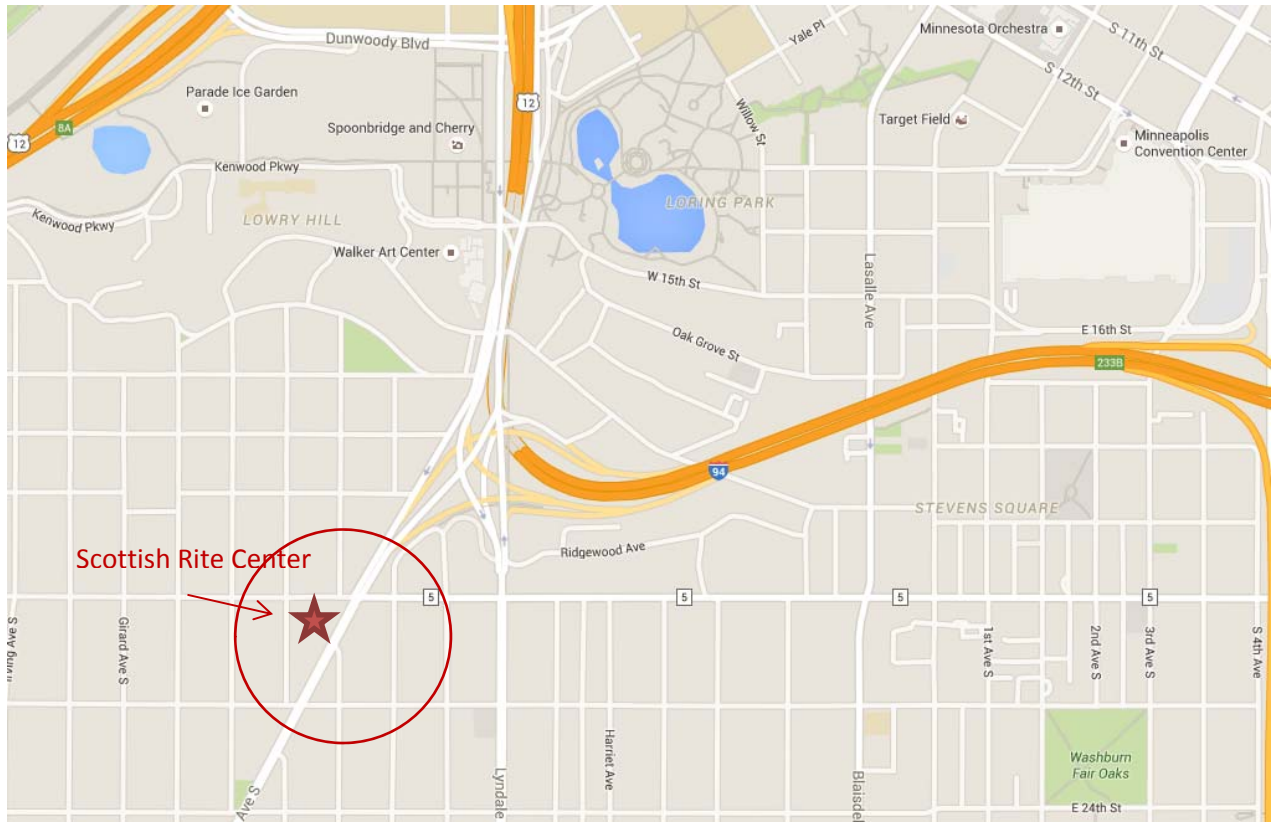 Dunwoody Blvd
Yale Pl
Minnesota Orchestra
S 11th St
S 12th St
Parade Ice Garden
12
8A
12
Spoonbridge and Cherry
Willow St
Target Field
Minneapolis
Convention Center
Kenwood Pkwy
Kenwood Pkwy
LOWRY HILL
LORING PARK
Walker Art Center
W 15th St
Lasalle Ave
Oak Grove St
E 16th St
233B
94
STEVENS SQUARE
Ridgewood Ave
Scottish Rite Center
5
5
5
5
Irving Ave S
Girard Ave S
1st Ave S
2nd Ave S
3rd Ave S
S 4th Ave
Harriet Ave
Lyndale
Blaisdel
Washburn
Fair Oaks
Ave S
E 24th St